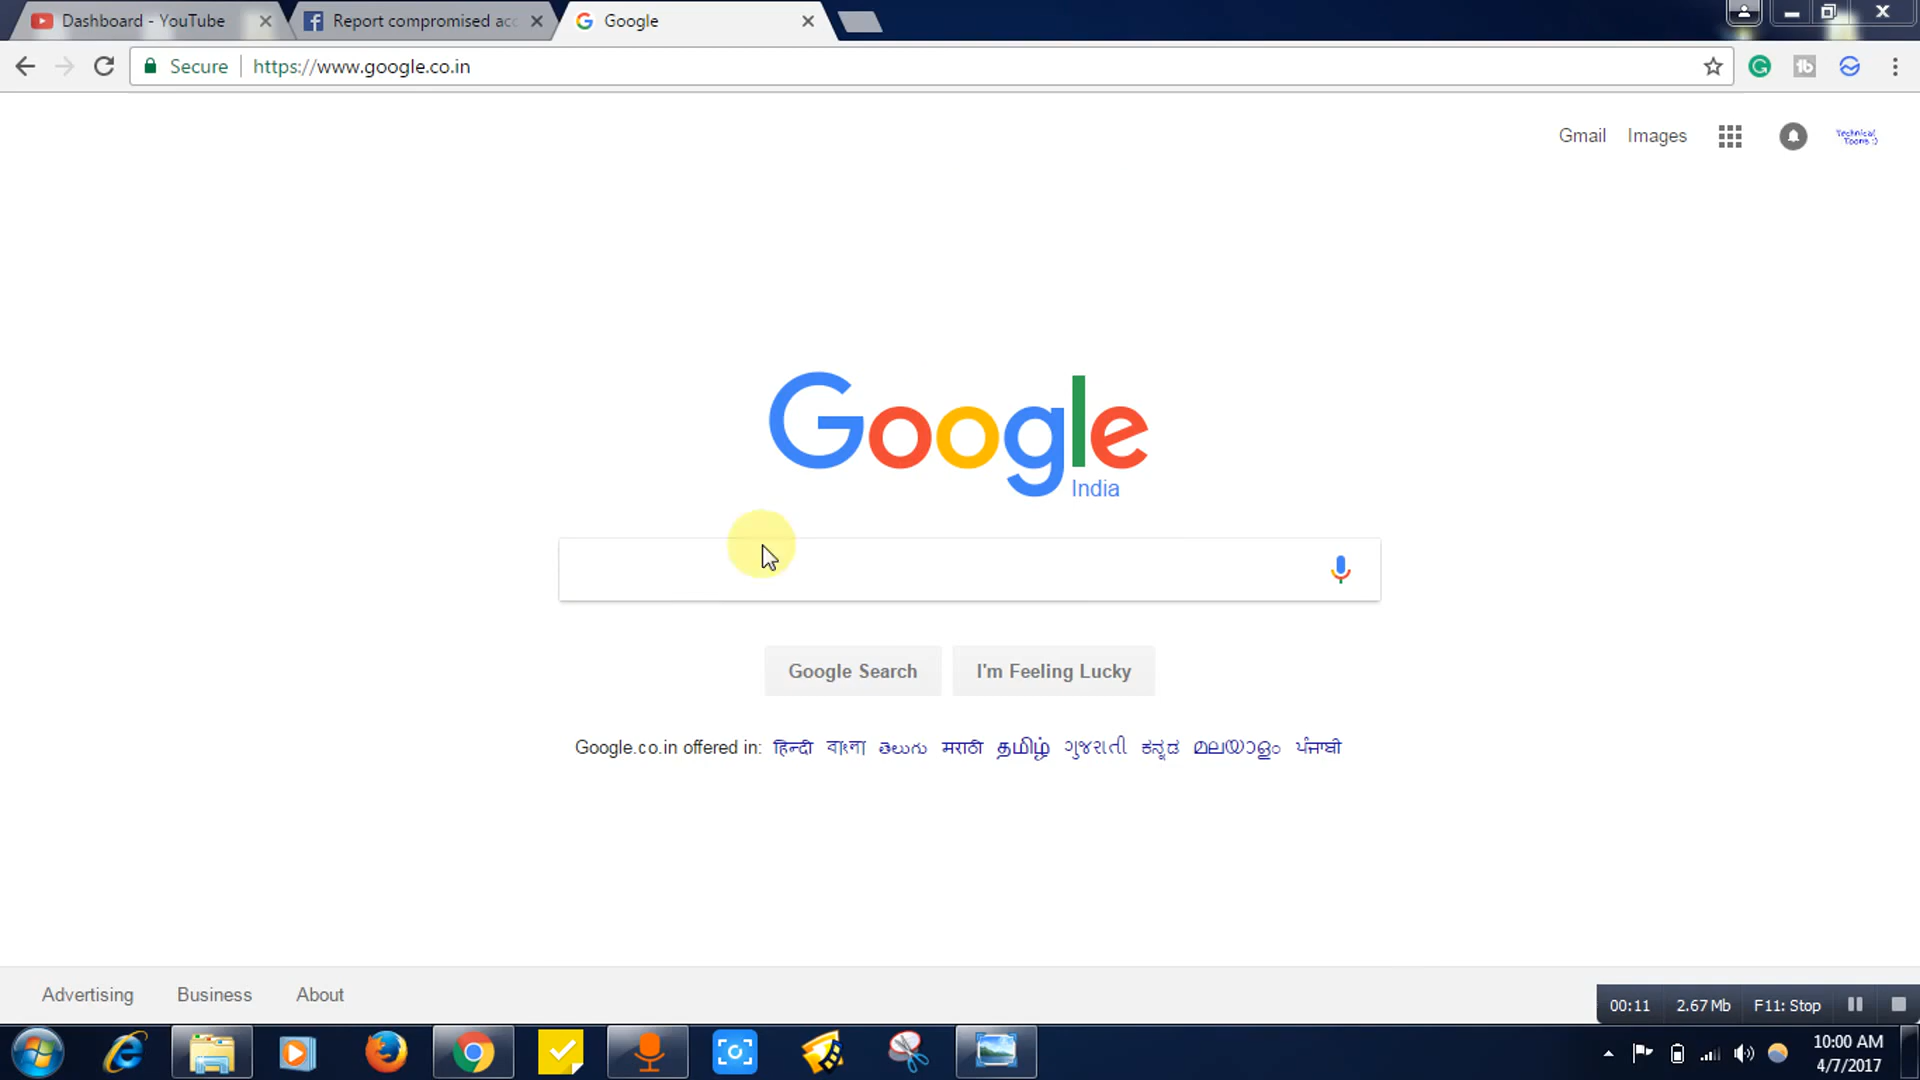 Dashboard - YouTube
Report compromised acc
Google
Secure
https://www.google.co.in
Gmail Images
Technical
Toons :)
Google
India
Google Search
I'm Feeling Lucky
Google.co.in offered in: हिन्दी বাংলা తెలుగు मराठी தமிழ் ગુજરાતી ಕನ್ನಡ മലയാളം ਪੰਜਾਬੀ
Advertising Business About
00:11 2.67 Mb F11: Stop
10:00 AM
4/7/2017